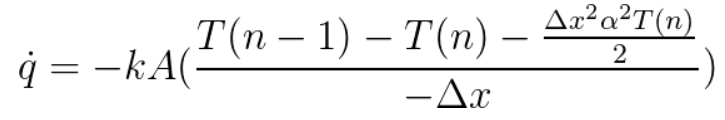 q̇ = −kA( (T(n − 1) − T(n) − (Δx²α²T(n))/2) / (−Δx) )